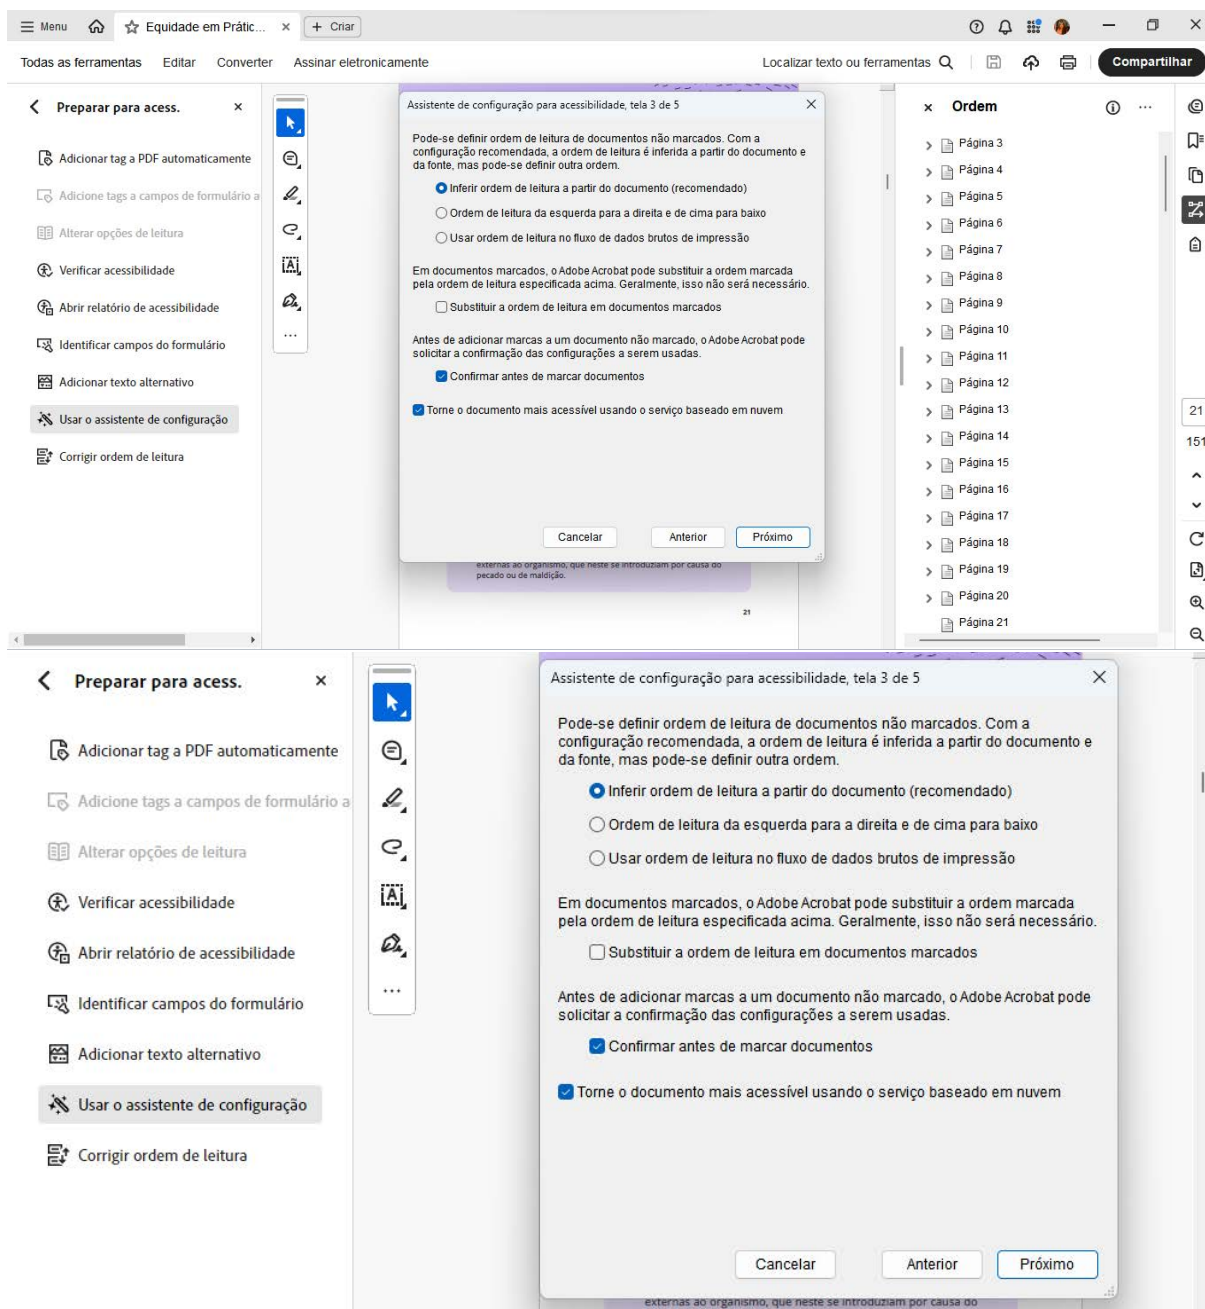 Menu
Equidade em Prátic...
+ Criar
Todas as ferramentas
Editar
Converter
Assinar eletronicamente
Localizar texto ou ferramentas
Compartilhar
Preparar para acess.
Adicionar tag a PDF automaticamente
Adicione tags a campos de formulário a
Alterar opções de leitura
Verificar acessibilidade
Abrir relatório de acessibilidade
Identificar campos do formulário
Adicionar texto alternativo
Usar o assistente de configuração
Corrigir ordem de leitura
Assistente de configuração para acessibilidade, tela 3 de 5
Pode-se definir ordem de leitura de documentos não marcados. Com a
configuração recomendada, a ordem de leitura é inferida a partir do documento e
da fonte, mas pode-se definir outra ordem.
Inferir ordem de leitura a partir do documento (recomendado)
Ordem de leitura da esquerda para a direita e de cima para baixo
Usar ordem de leitura no fluxo de dados brutos de impressão
Em documentos marcados, o Adobe Acrobat pode substituir a ordem marcada
pela ordem de leitura especificada acima. Geralmente, isso não será necessário.
Substituir a ordem de leitura em documentos marcados
Antes de adicionar marcas a um documento não marcado, o Adobe Acrobat pode
solicitar a confirmação das configurações a serem usadas.
Confirmar antes de marcar documentos
Torne o documento mais acessível usando o serviço baseado em nuvem
Cancelar
Anterior
Próximo
externas ao organismo, que neste se introduziam por causa do
pecado ou de maldição.
21
Ordem
Página 3
Página 4
Página 5
Página 6
Página 7
Página 8
Página 9
Página 10
Página 11
Página 12
Página 13
Página 14
Página 15
Página 16
Página 17
Página 18
Página 19
Página 20
Página 21
21
151
Preparar para acess.
Adicionar tag a PDF automaticamente
Adicione tags a campos de formulário a
Alterar opções de leitura
Verificar acessibilidade
Abrir relatório de acessibilidade
Identificar campos do formulário
Adicionar texto alternativo
Usar o assistente de configuração
Corrigir ordem de leitura
Assistente de configuração para acessibilidade, tela 3 de 5
Pode-se definir ordem de leitura de documentos não marcados. Com a
configuração recomendada, a ordem de leitura é inferida a partir do documento e
da fonte, mas pode-se definir outra ordem.
Inferir ordem de leitura a partir do documento (recomendado)
Ordem de leitura da esquerda para a direita e de cima para baixo
Usar ordem de leitura no fluxo de dados brutos de impressão
Em documentos marcados, o Adobe Acrobat pode substituir a ordem marcada
pela ordem de leitura especificada acima. Geralmente, isso não será necessário.
Substituir a ordem de leitura em documentos marcados
Antes de adicionar marcas a um documento não marcado, o Adobe Acrobat pode
solicitar a confirmação das configurações a serem usadas.
Confirmar antes de marcar documentos
Torne o documento mais acessível usando o serviço baseado em nuvem
Cancelar
Anterior
Próximo
externas ao organismo, que neste se introduziam por causa do